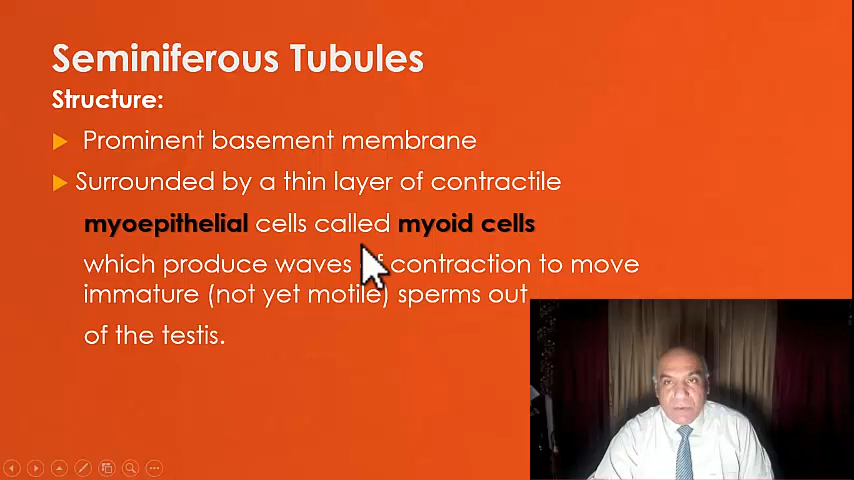 Seminiferous Tubules
Structure:
Prominent basement membrane
Surrounded by a thin layer of contractile
myoepithelial cells called myoid cells
which produce waves of contraction to move
immature (not yet motile) sperms out
of the testis.